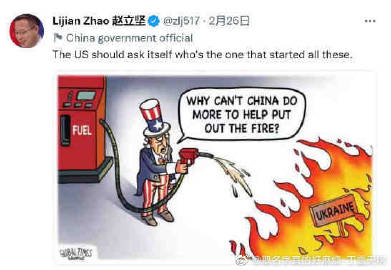 Lijian Zhao 赵立坚 @zlj517 · 2月26日
China government official
The US should ask itself who's the one that started all these.
WHY CAN'T CHINA DO
MORE TO HELP PUT
OUT THE FIRE?
FUEL
UKRAINE
GLOBAL TIMES